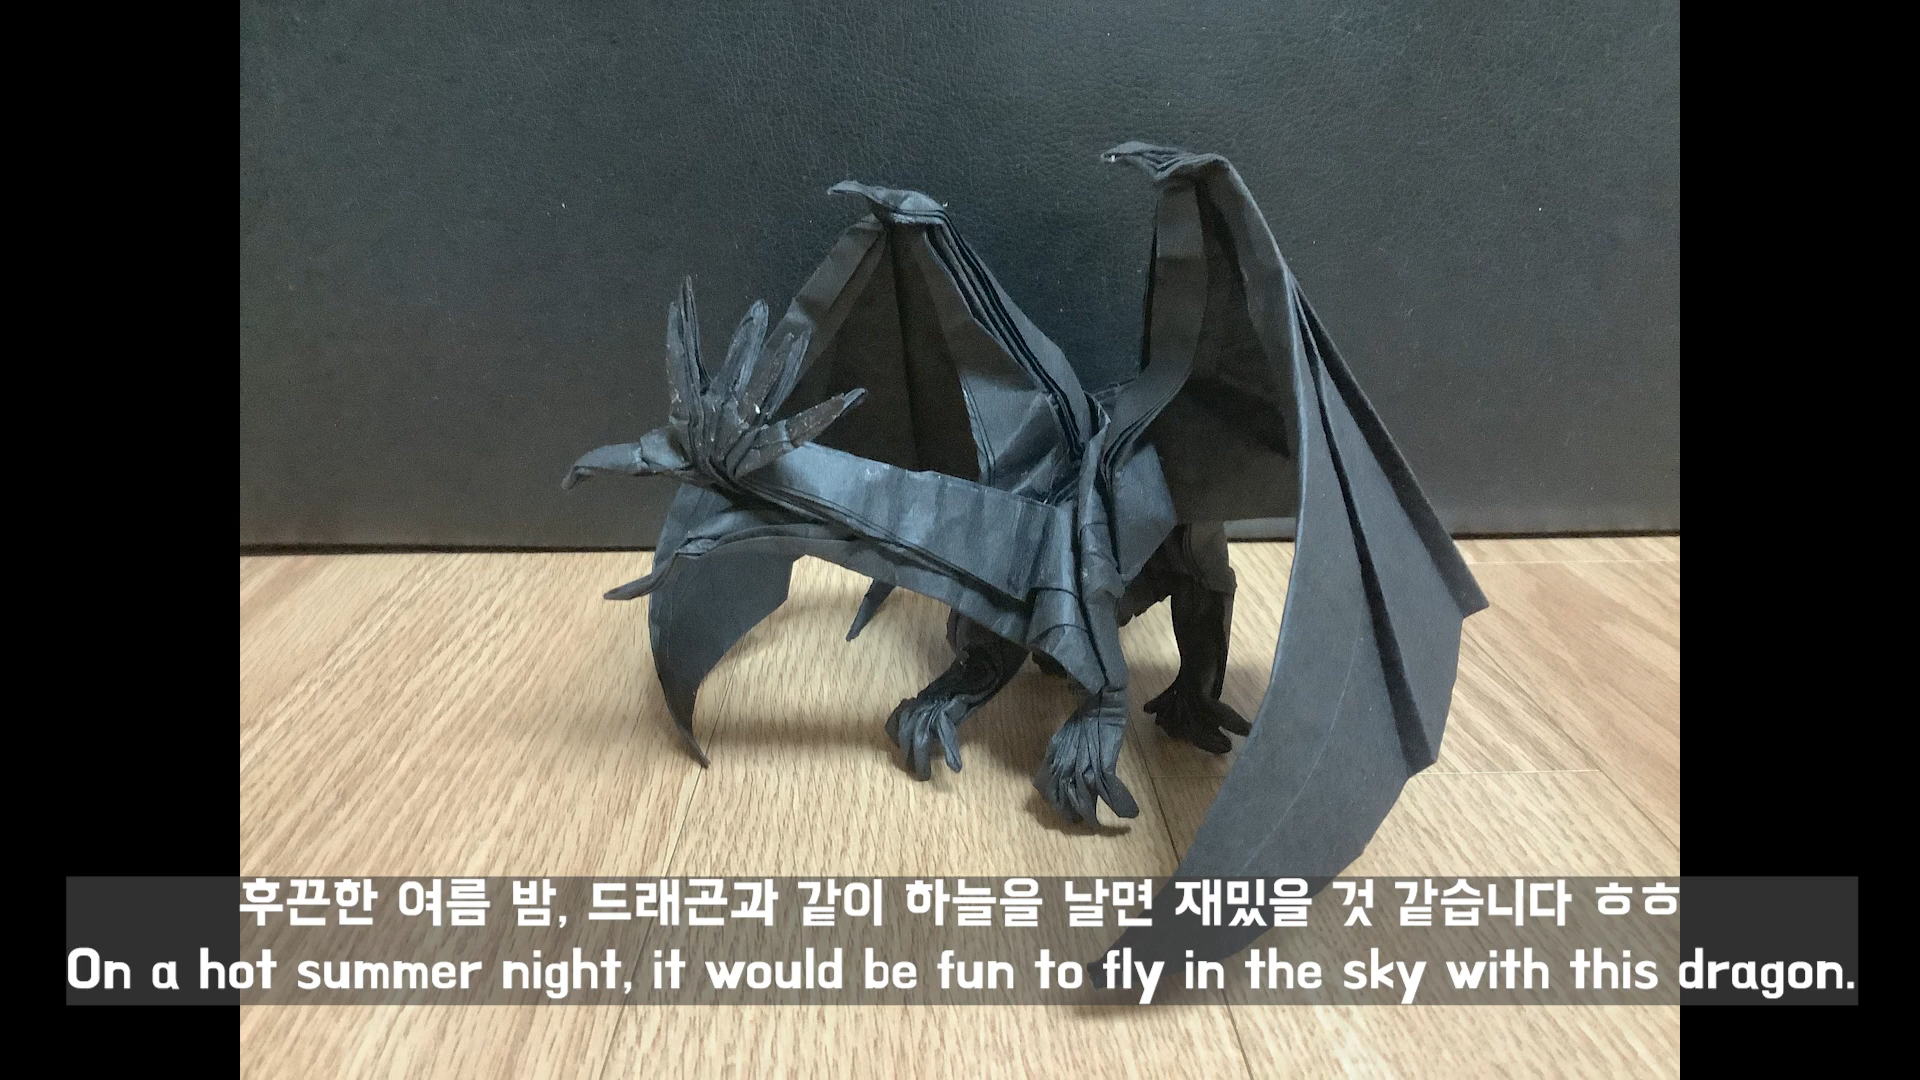 후끈한 여름 밤, 드래곤과 같이 하늘을 날면 재밌을 것 같습니다 ㅎㅎ
On a hot summer night, it would be fun to fly in the sky with this dragon.